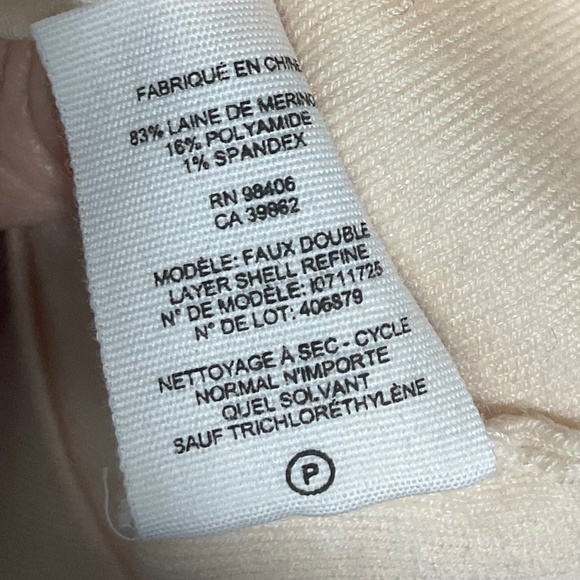 FABRIQUÉ EN CHINE
83% LAINE DE MERINO
16% POLYAMIDE
1% SPANDEX
RN 98406
CA 39862
MODÈLE: FAUX DOUBLE
LAYER SHELL REFINE
N° DE MODÈLE: I0711725
N° DE LOT: 406879
NETTOYAGE À SEC - CYCLE
NORMAL N'IMPORTE
QUEL SOLVANT
SAUF TRICHLORÉTHYLÈNE
P